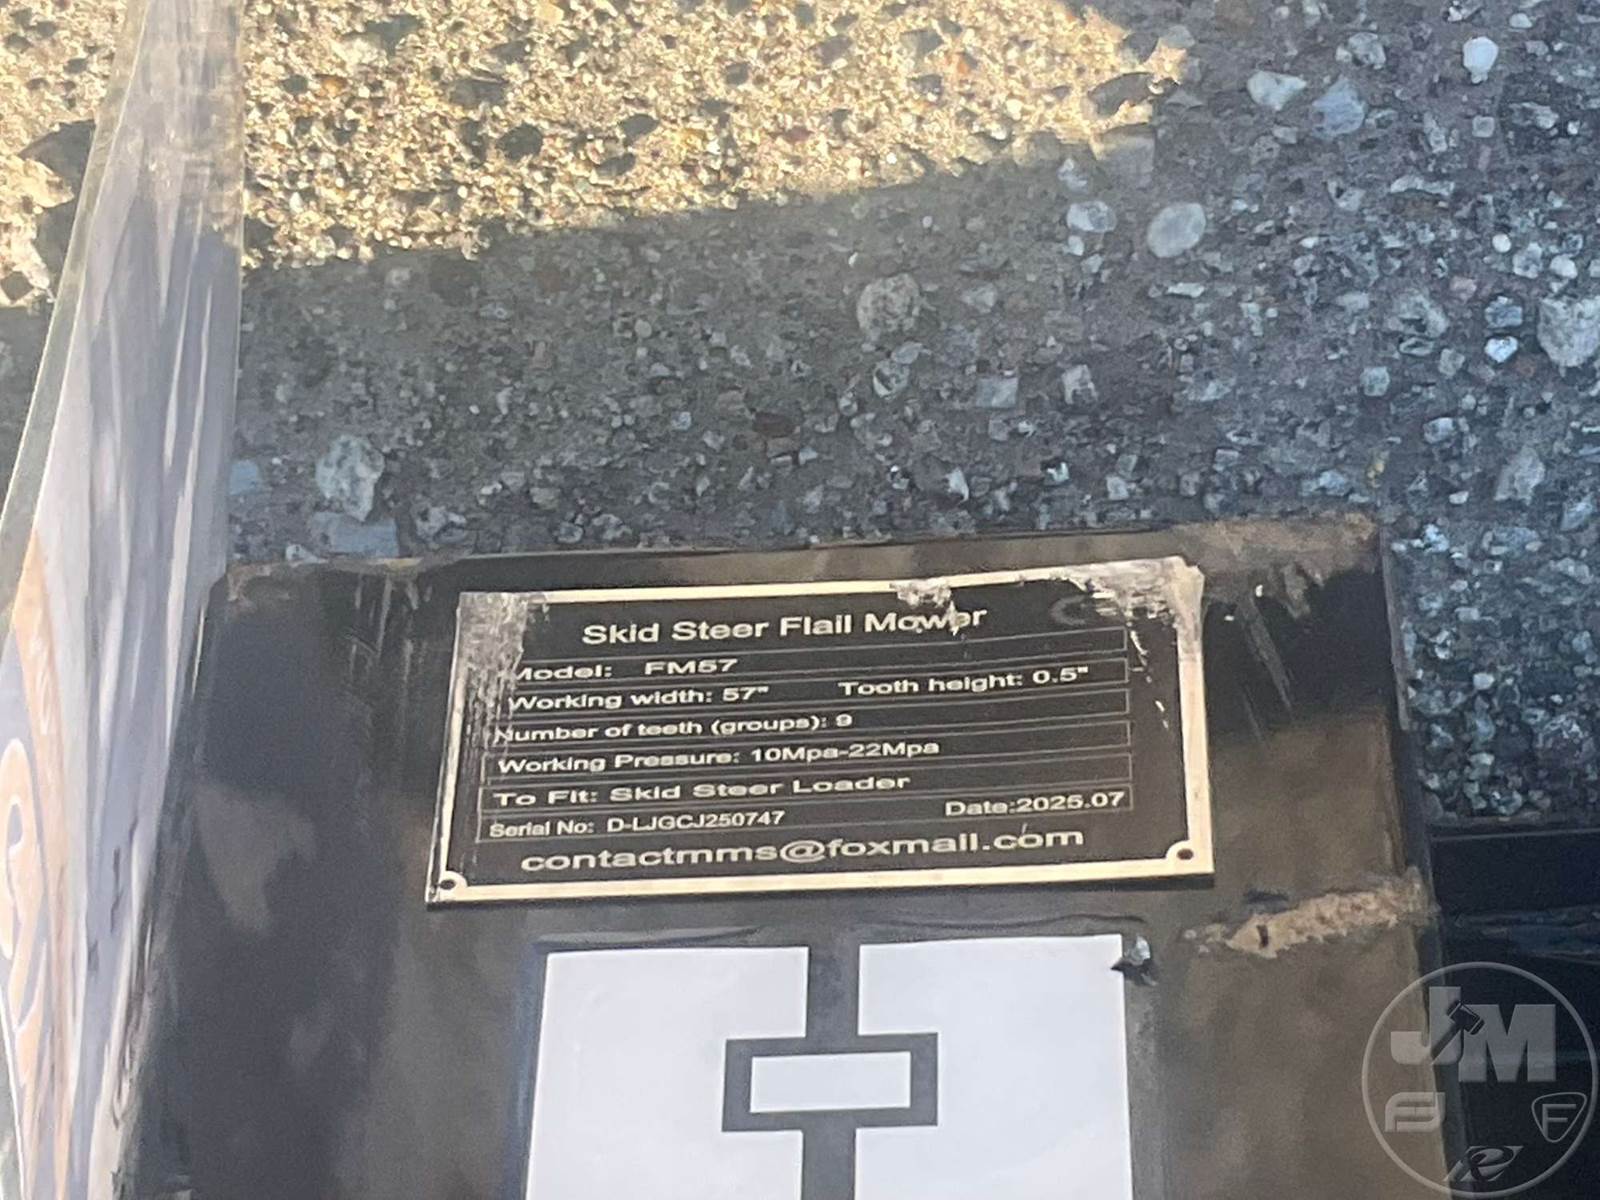 Skid Steer Flail Mower
Model: FM57
Working width: 57" Tooth height: 0.5"
Number of teeth (groups): 9
Working Pressure: 10Mpa-22Mpa
To Fit: Skid Steer Loader
Serial No: D-LJGCJ250747 Date:2025.07
contactmms@foxmail.com
JM